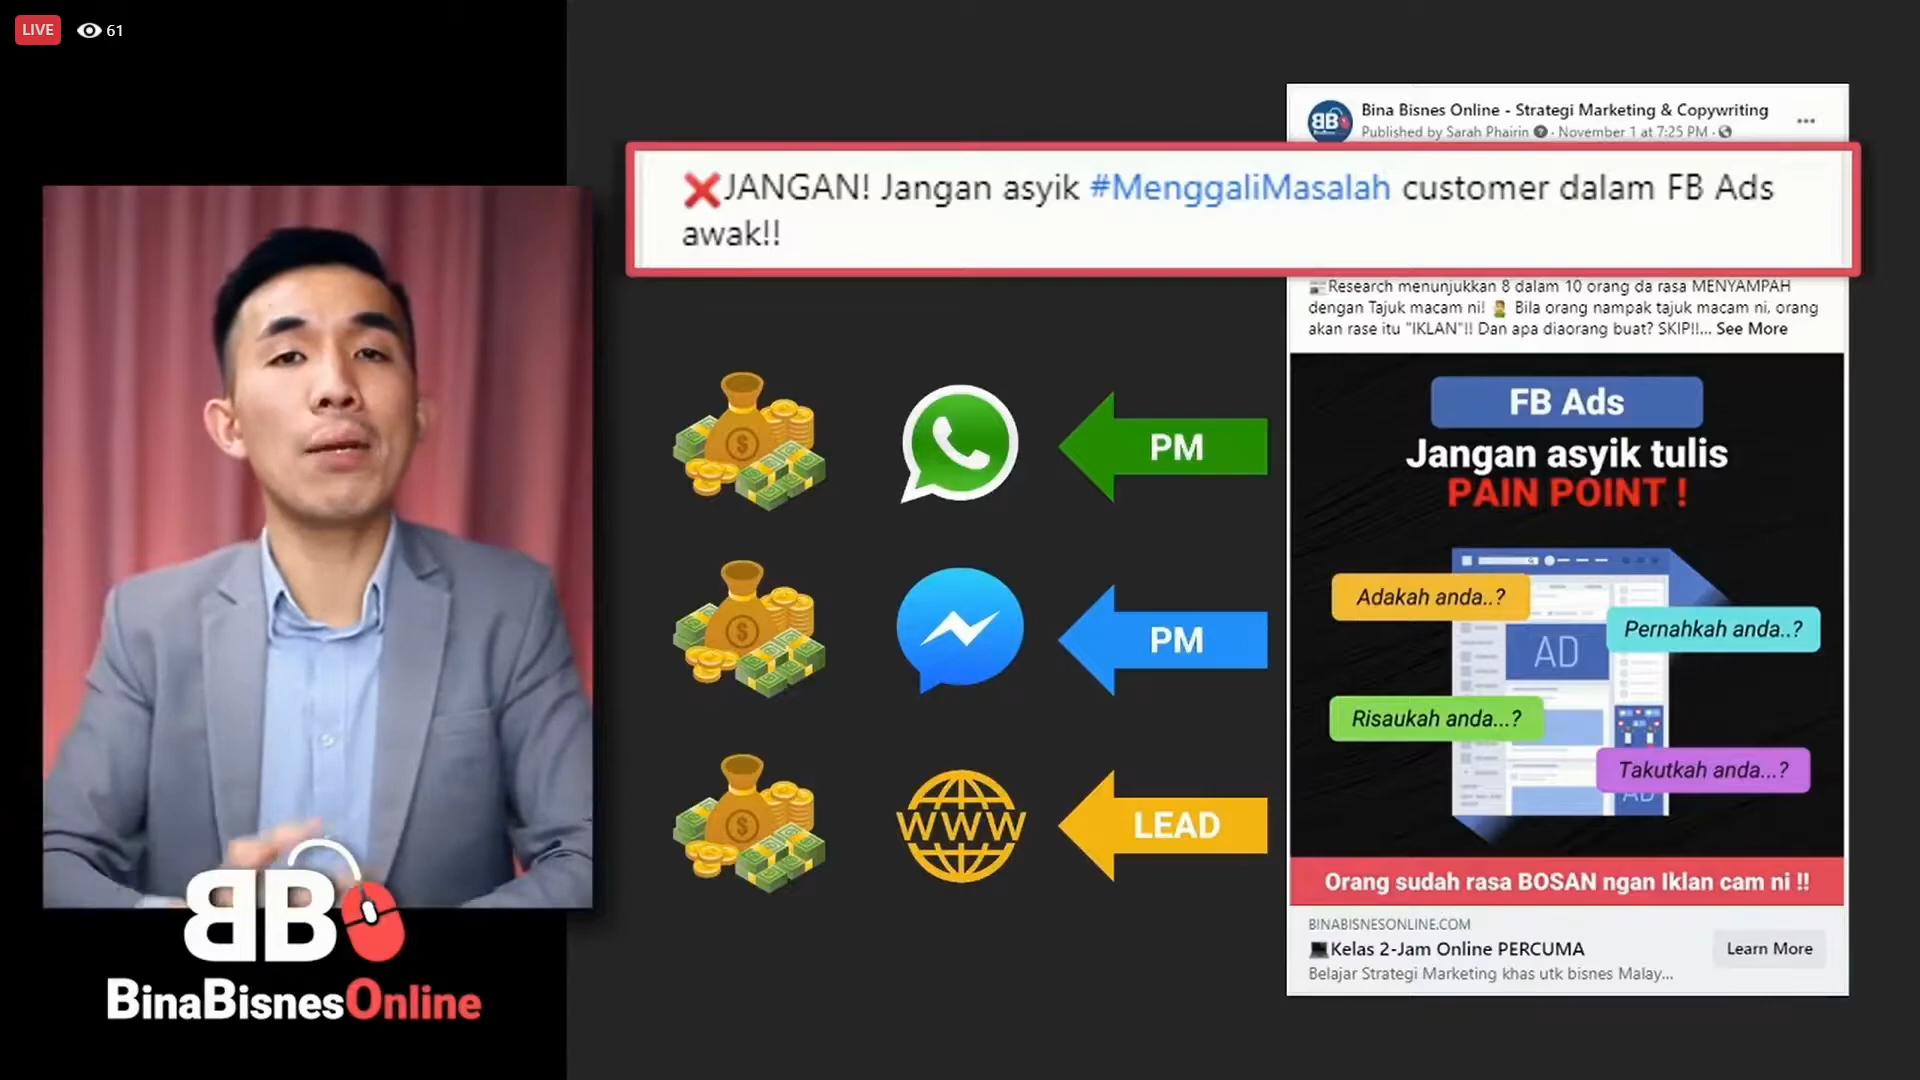 LIVE 61
Bina Bisnes Online - Strategi Marketing & Copywriting
Published by Sarah Phairin · November 1 at 7:25 PM ·
❌JANGAN! Jangan asyik #MenggaliMasalah customer dalam FB Ads
awak!!
Research menunjukkan 8 dalam 10 orang da rasa MENYAMPAH
dengan Tajuk macam ni! Bila orang nampak tajuk macam ni, orang
akan rase itu "IKLAN"!! Dan apa diaorang buat? SKIP!!... See More
FB Ads
Jangan asyik tulis
PAIN POINT !
Adakah anda..?
Pernahkah anda..?
AD
Risaukah anda...?
Takutkah anda...?
AD
Orang sudah rasa BOSAN ngan Iklan cam ni !!
BINABISNESONLINE.COM
Kelas 2-Jam Online PERCUMA
Learn More
Belajar Strategi Marketing khas utk bisnes Malay...
PM
PM
WWW
LEAD
BB
BinaBisnesOnline